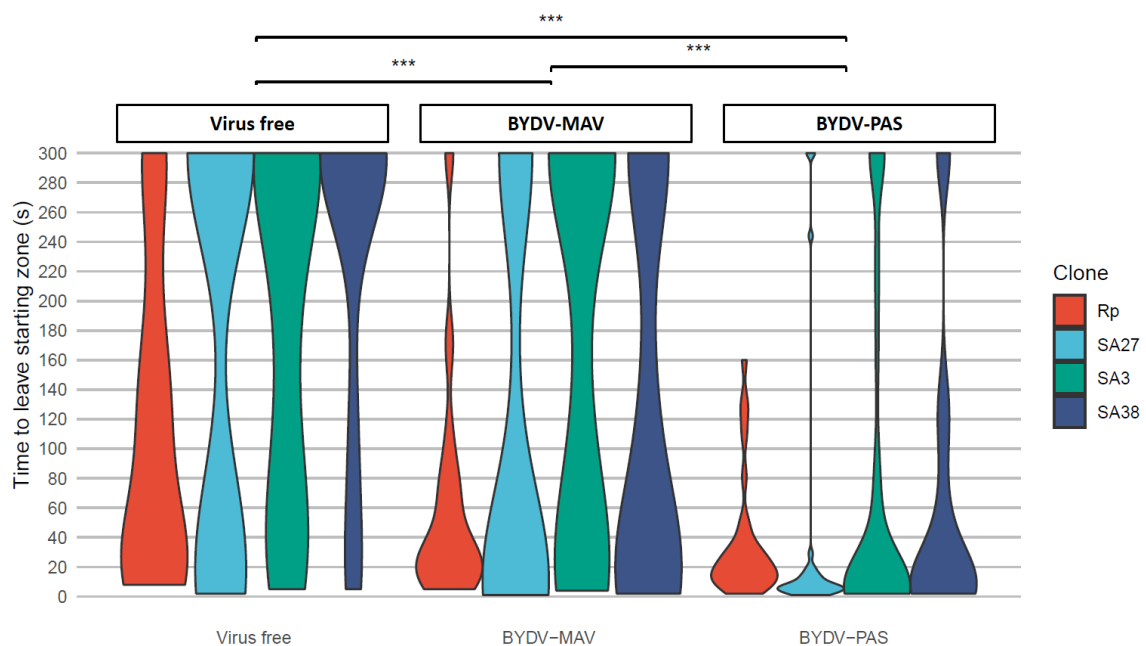 ***
***
***
Virus free
BYDV-MAV
BYDV-PAS
Time to leave starting zone (s)
300
280
260
240
220
200
180
160
140
120
100
80
60
40
20
0
Virus free
BYDV−MAV
BYDV−PAS
Clone
Rp
SA27
SA3
SA38